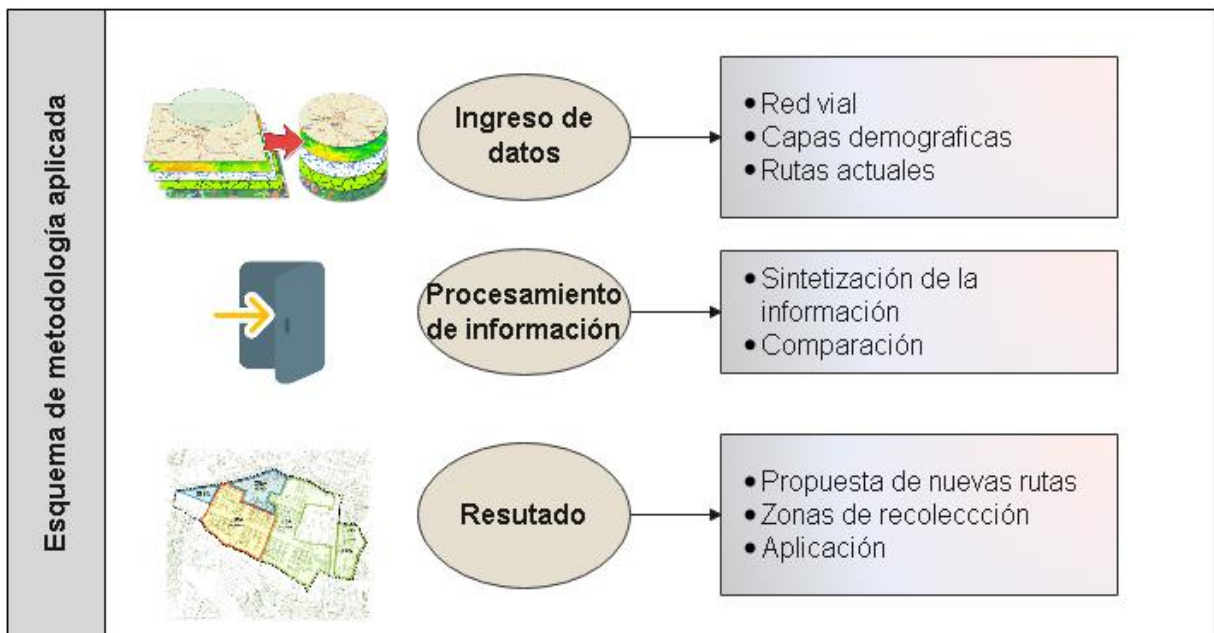 Esquema de metodología aplicada
Ingreso de
datos
• Red vial
• Capas demograficas
• Rutas actuales
Procesamiento
de información
• Sintetización de la
información
• Comparación
Resutado
• Propuesta de nuevas rutas
• Zonas de recoleccción
• Aplicación